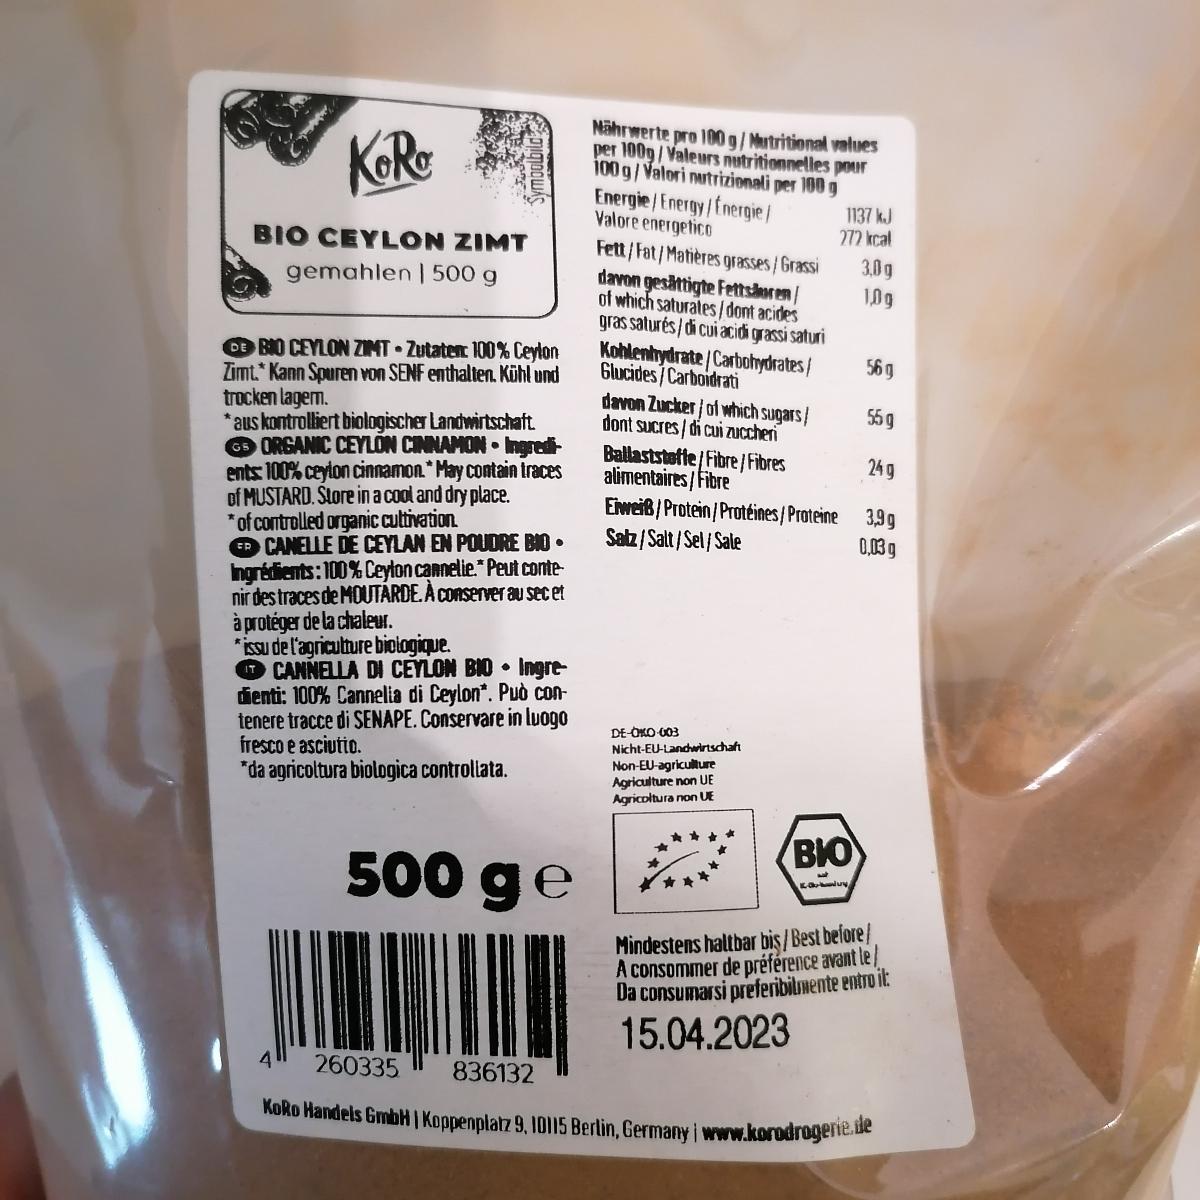 KoRo
Symbolbild
BIO CEYLON ZIMT
gemahlen | 500 g
DE BIO CEYLON ZIMT • Zutaten: 100% Ceylon
Zimt.* Kann Spuren von SENF enthalten. Kühl und
trocken lagern.
*aus kontrolliert biologischer Landwirtschaft.
GB ORGANIC CEYLON CINNAMON • Ingredi-
ents: 100% ceylon cinnamon.* May contain traces
of MUSTARD. Store in a cool and dry place.
*of controlled organic cultivation.
FR CANELLE DE CEYLAN EN POUDRE BIO •
Ingrédients: 100% Ceylon cannelle.* Peut conte-
nir des traces de MOUTARDE. À conserver au sec et
à protéger de la chaleur.
*issu de l'agriculture biologique.
IT CANNELLA DI CEYLON BIO • Ingre-
dienti: 100% Cannella di Ceylon*. Può con-
tenere tracce di SENAPE. Conservare in luogo
fresco e asciutto.
*da agricoltura biologica controllata.
500 g e
4 260335 836132
Nährwerte pro 100 g / Nutritional values
per 100g / Valeurs nutritionnelles pour
100 g / Valori nutrizionali per 100 g
Energie / Energy / Énergie / 1137 kJ
Valore energetico 272 kcal
Fett / Fat / Matières grasses / Grassi 3,0 g
davon gesättigte Fettsäuren / 1,0 g
of which saturates / dont acides
gras saturés / di cui acidi grassi saturi
Kohlenhydrate / Carbohydrates / 56 g
Glucides / Carboidrati
davon Zucker / of which sugars / 55 g
dont sucres / di cui zuccheri
Ballaststoffe / Fibre / Fibres 24 g
alimentaires / Fibre
Eiweiß / Protein / Protéines / Proteine 3,9 g
Salz / Salt / Sel / Sale 0,03 g
DE-ÖKO-003
Nicht-EU-Landwirtschaft
Non-EU-agriculture
Agriculture non UE
Agricoltura non UE
BIO
Mindestens haltbar bis / Best before /
A consommer de préférence avant le /
Da consumarsi preferibilmente entro il:
15.04.2023
KoRo Handels GmbH | Koppenplatz 9, 10115 Berlin, Germany | www.korodrogerie.de